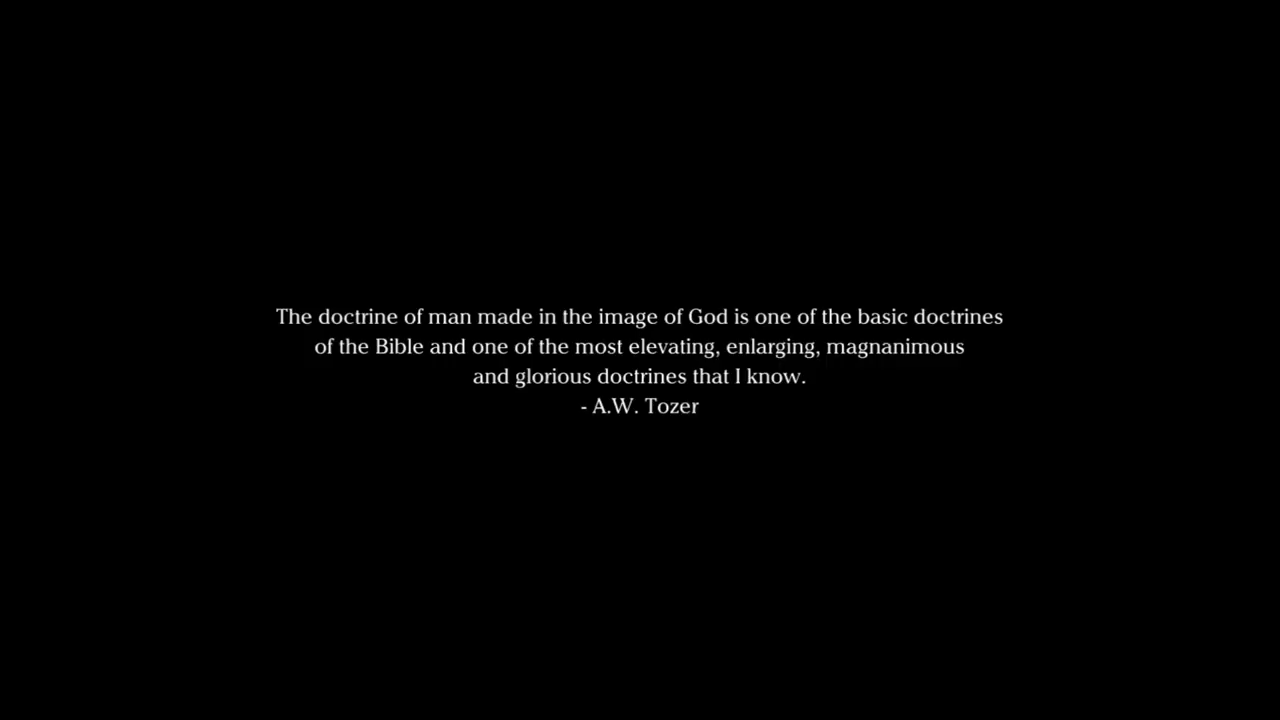 The doctrine of man made in the image of God is one of the basic doctrines
of the Bible and one of the most elevating, enlarging, magnanimous
and glorious doctrines that I know.
- A.W. Tozer